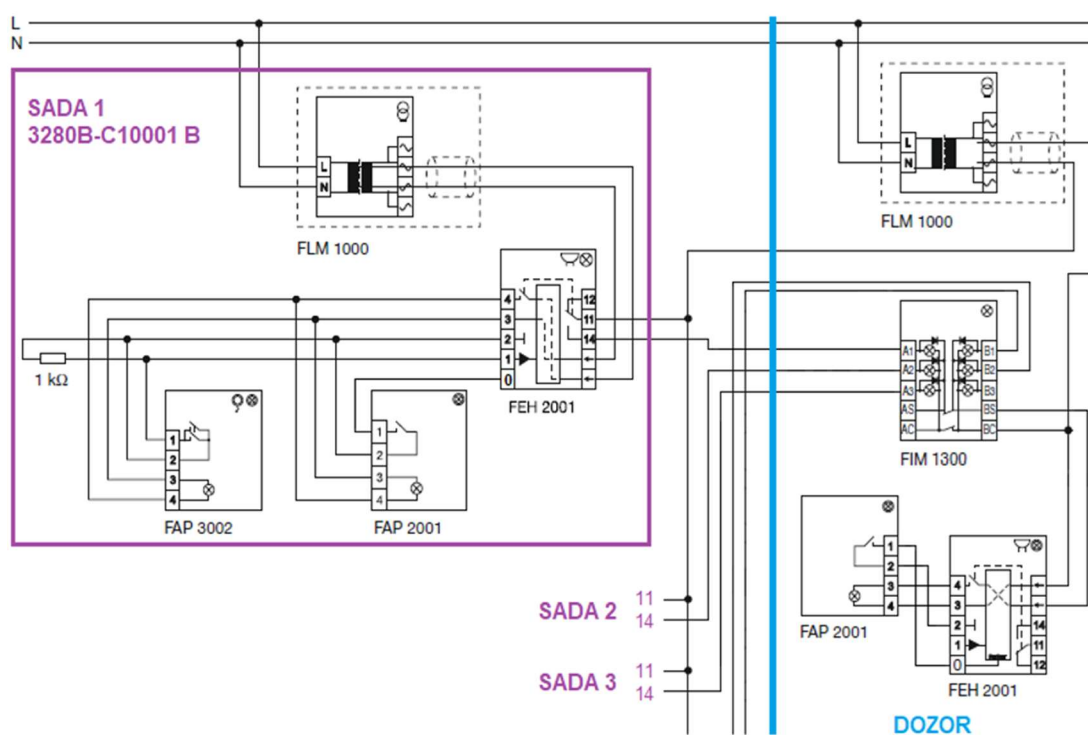 L
N
SADA 1
3280B-C10001 B
L
N
FLM 1000
4
3
2
1
0
12
11
14
FEH 2001
1 kΩ
1
2
3
4
FAP 3002
1
2
3
4
FAP 2001
SADA 2
11
14
SADA 3
11
14
L
N
FLM 1000
A1
A2
A3
AS
AC
B1
B2
B3
BS
BC
FIM 1300
1
2
3
4
FAP 2001
4
3
2
1
0
14
11
12
FEH 2001
DOZOR